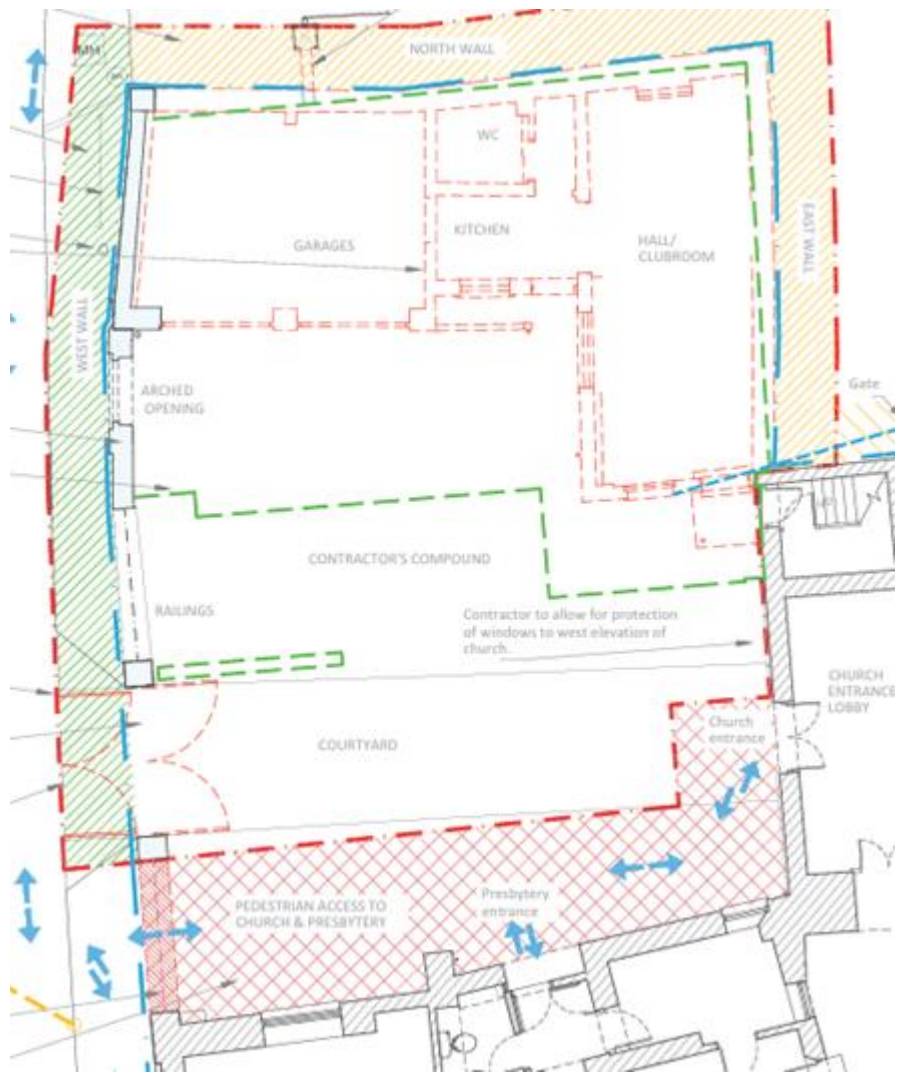 MH
NORTH WALL
WC
KITCHEN
GARAGES
HALL/
CLUBROOM
EAST WALL
WEST WALL
ARCHED
OPENING
Gate
CONTRACTOR'S COMPOUND
RAILINGS
Contractor to allow for protection
of windows to west elevation of
church.
CHURCH
ENTRANCE
LOBBY
Church
entrance
COURTYARD
PEDESTRIAN ACCESS TO
CHURCH & PRESBYTERY
Presbytery
entrance